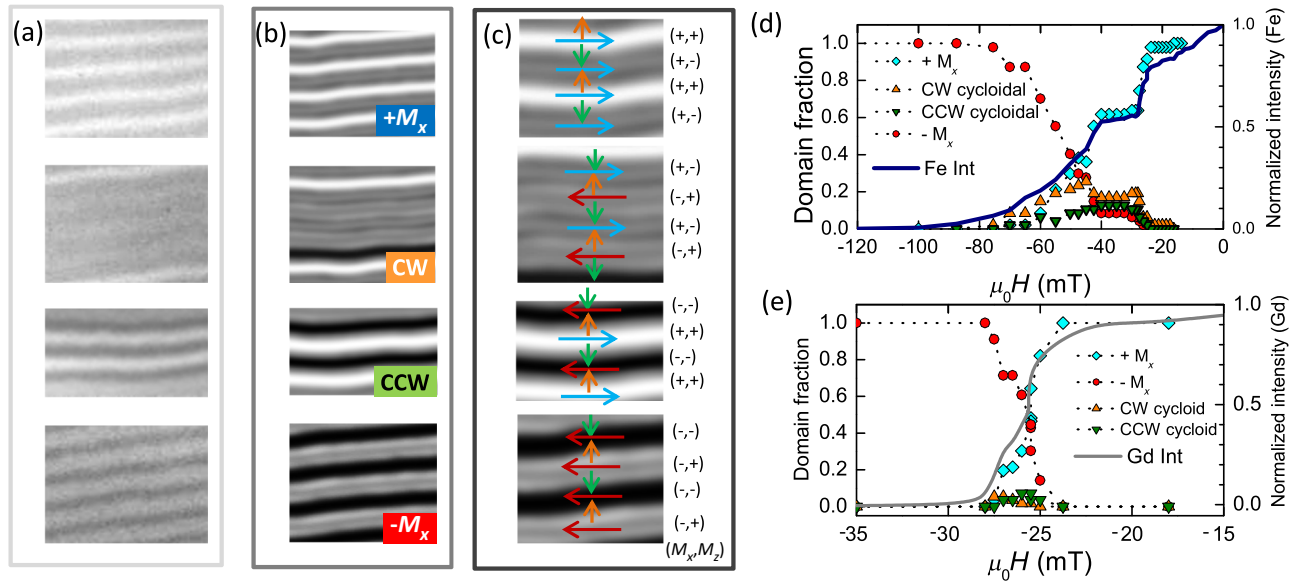 (a)
(b)
+Mx
CW
CCW
-Mx
(c)
(+,+)
(+,-)
(+,+)
(+,-)
(+,-)
(-,+)
(+,-)
(-,+)
(-,-)
(+,+)
(-,-)
(+,+)
(-,-)
(-,+)
(-,-)
(-,+)
(Mx,Mz)
(d)
Domain fraction
1.0
0.8
0.6
0.4
0.2
0.0
+ Mx
CW cycloidal
CCW cycloidal
- Mx
Fe Int
1.0
0.5
0.0
Normalized intensity (Fe)
-120 -100 -80 -60 -40 -20 0
μ0H (mT)
(e)
Domain fraction
1.0
0.8
0.6
0.4
0.2
0.0
+ Mx
- Mx
CW cycloid
CCW cycloid
Gd Int
1.0
0.5
0.0
Normalized intensity (Gd)
-35 -30 -25 -20 -15
μ0H (mT)